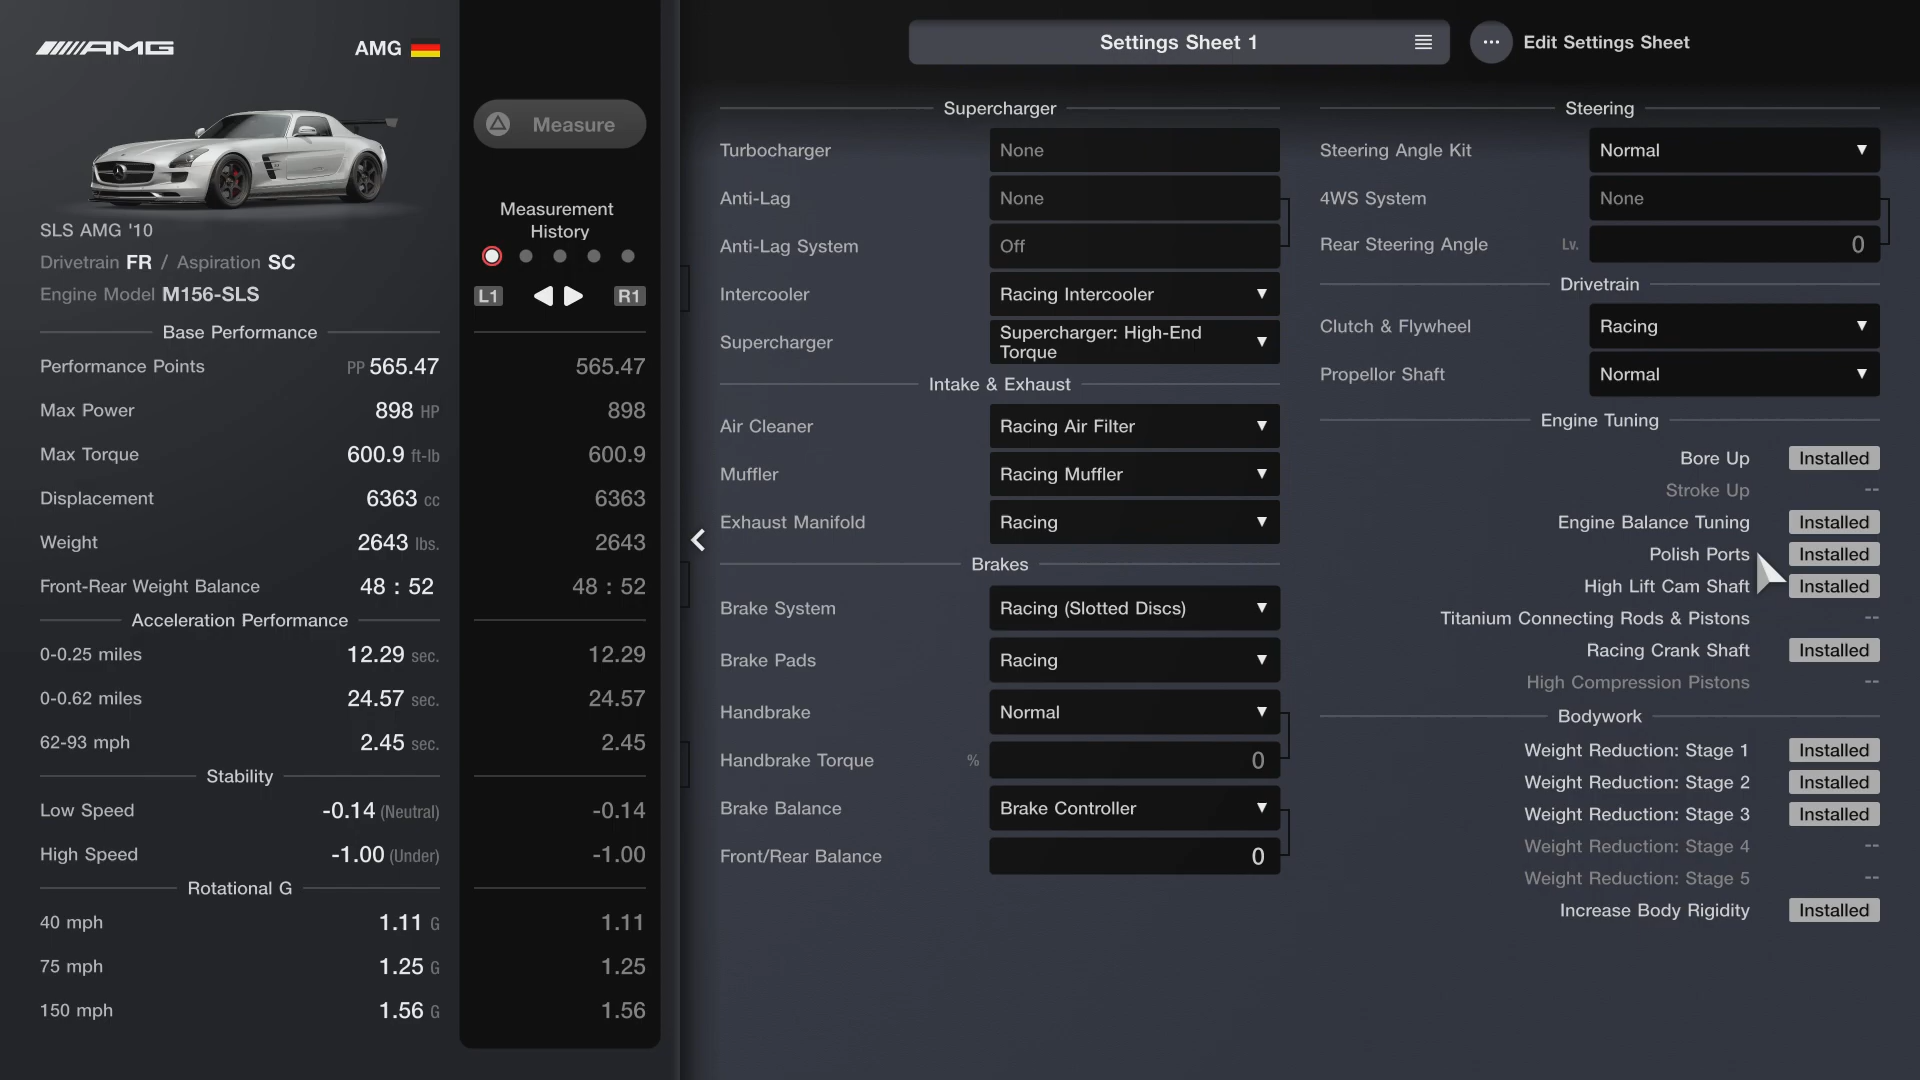 AMG
AMG
SLS AMG '10
Drivetrain FR / Aspiration SC
Engine Model M156-SLS
Base Performance
Performance Points PP 565.47
Max Power 898 HP
Max Torque 600.9 ft-lb
Displacement 6363 cc
Weight 2643 lbs.
Front-Rear Weight Balance 48 : 52
Acceleration Performance
0-0.25 miles 12.29 sec.
0-0.62 miles 24.57 sec.
62-93 mph 2.45 sec.
Stability
Low Speed -0.14 (Neutral)
High Speed -1.00 (Under)
Rotational G
40 mph 1.11 G
75 mph 1.25 G
150 mph 1.56 G
Measure
Measurement
History
L1 R1
565.47
898
600.9
6363
2643
48 : 52
12.29
24.57
2.45
-0.14
-1.00
1.11
1.25
1.56
Settings Sheet 1
Edit Settings Sheet
Supercharger
Turbocharger None
Anti-Lag None
Anti-Lag System Off
Intercooler Racing Intercooler
Supercharger Supercharger: High-End
Torque
Intake & Exhaust
Air Cleaner Racing Air Filter
Muffler Racing Muffler
Exhaust Manifold Racing
Brakes
Brake System Racing (Slotted Discs)
Brake Pads Racing
Handbrake Normal
Handbrake Torque % 0
Brake Balance Brake Controller
Front/Rear Balance 0
Steering
Steering Angle Kit Normal
4WS System None
Rear Steering Angle Lv. 0
Drivetrain
Clutch & Flywheel Racing
Propellor Shaft Normal
Engine Tuning
Bore Up Installed
Stroke Up --
Engine Balance Tuning Installed
Polish Ports Installed
High Lift Cam Shaft Installed
Titanium Connecting Rods & Pistons --
Racing Crank Shaft Installed
High Compression Pistons --
Bodywork
Weight Reduction: Stage 1 Installed
Weight Reduction: Stage 2 Installed
Weight Reduction: Stage 3 Installed
Weight Reduction: Stage 4 --
Weight Reduction: Stage 5 --
Increase Body Rigidity Installed